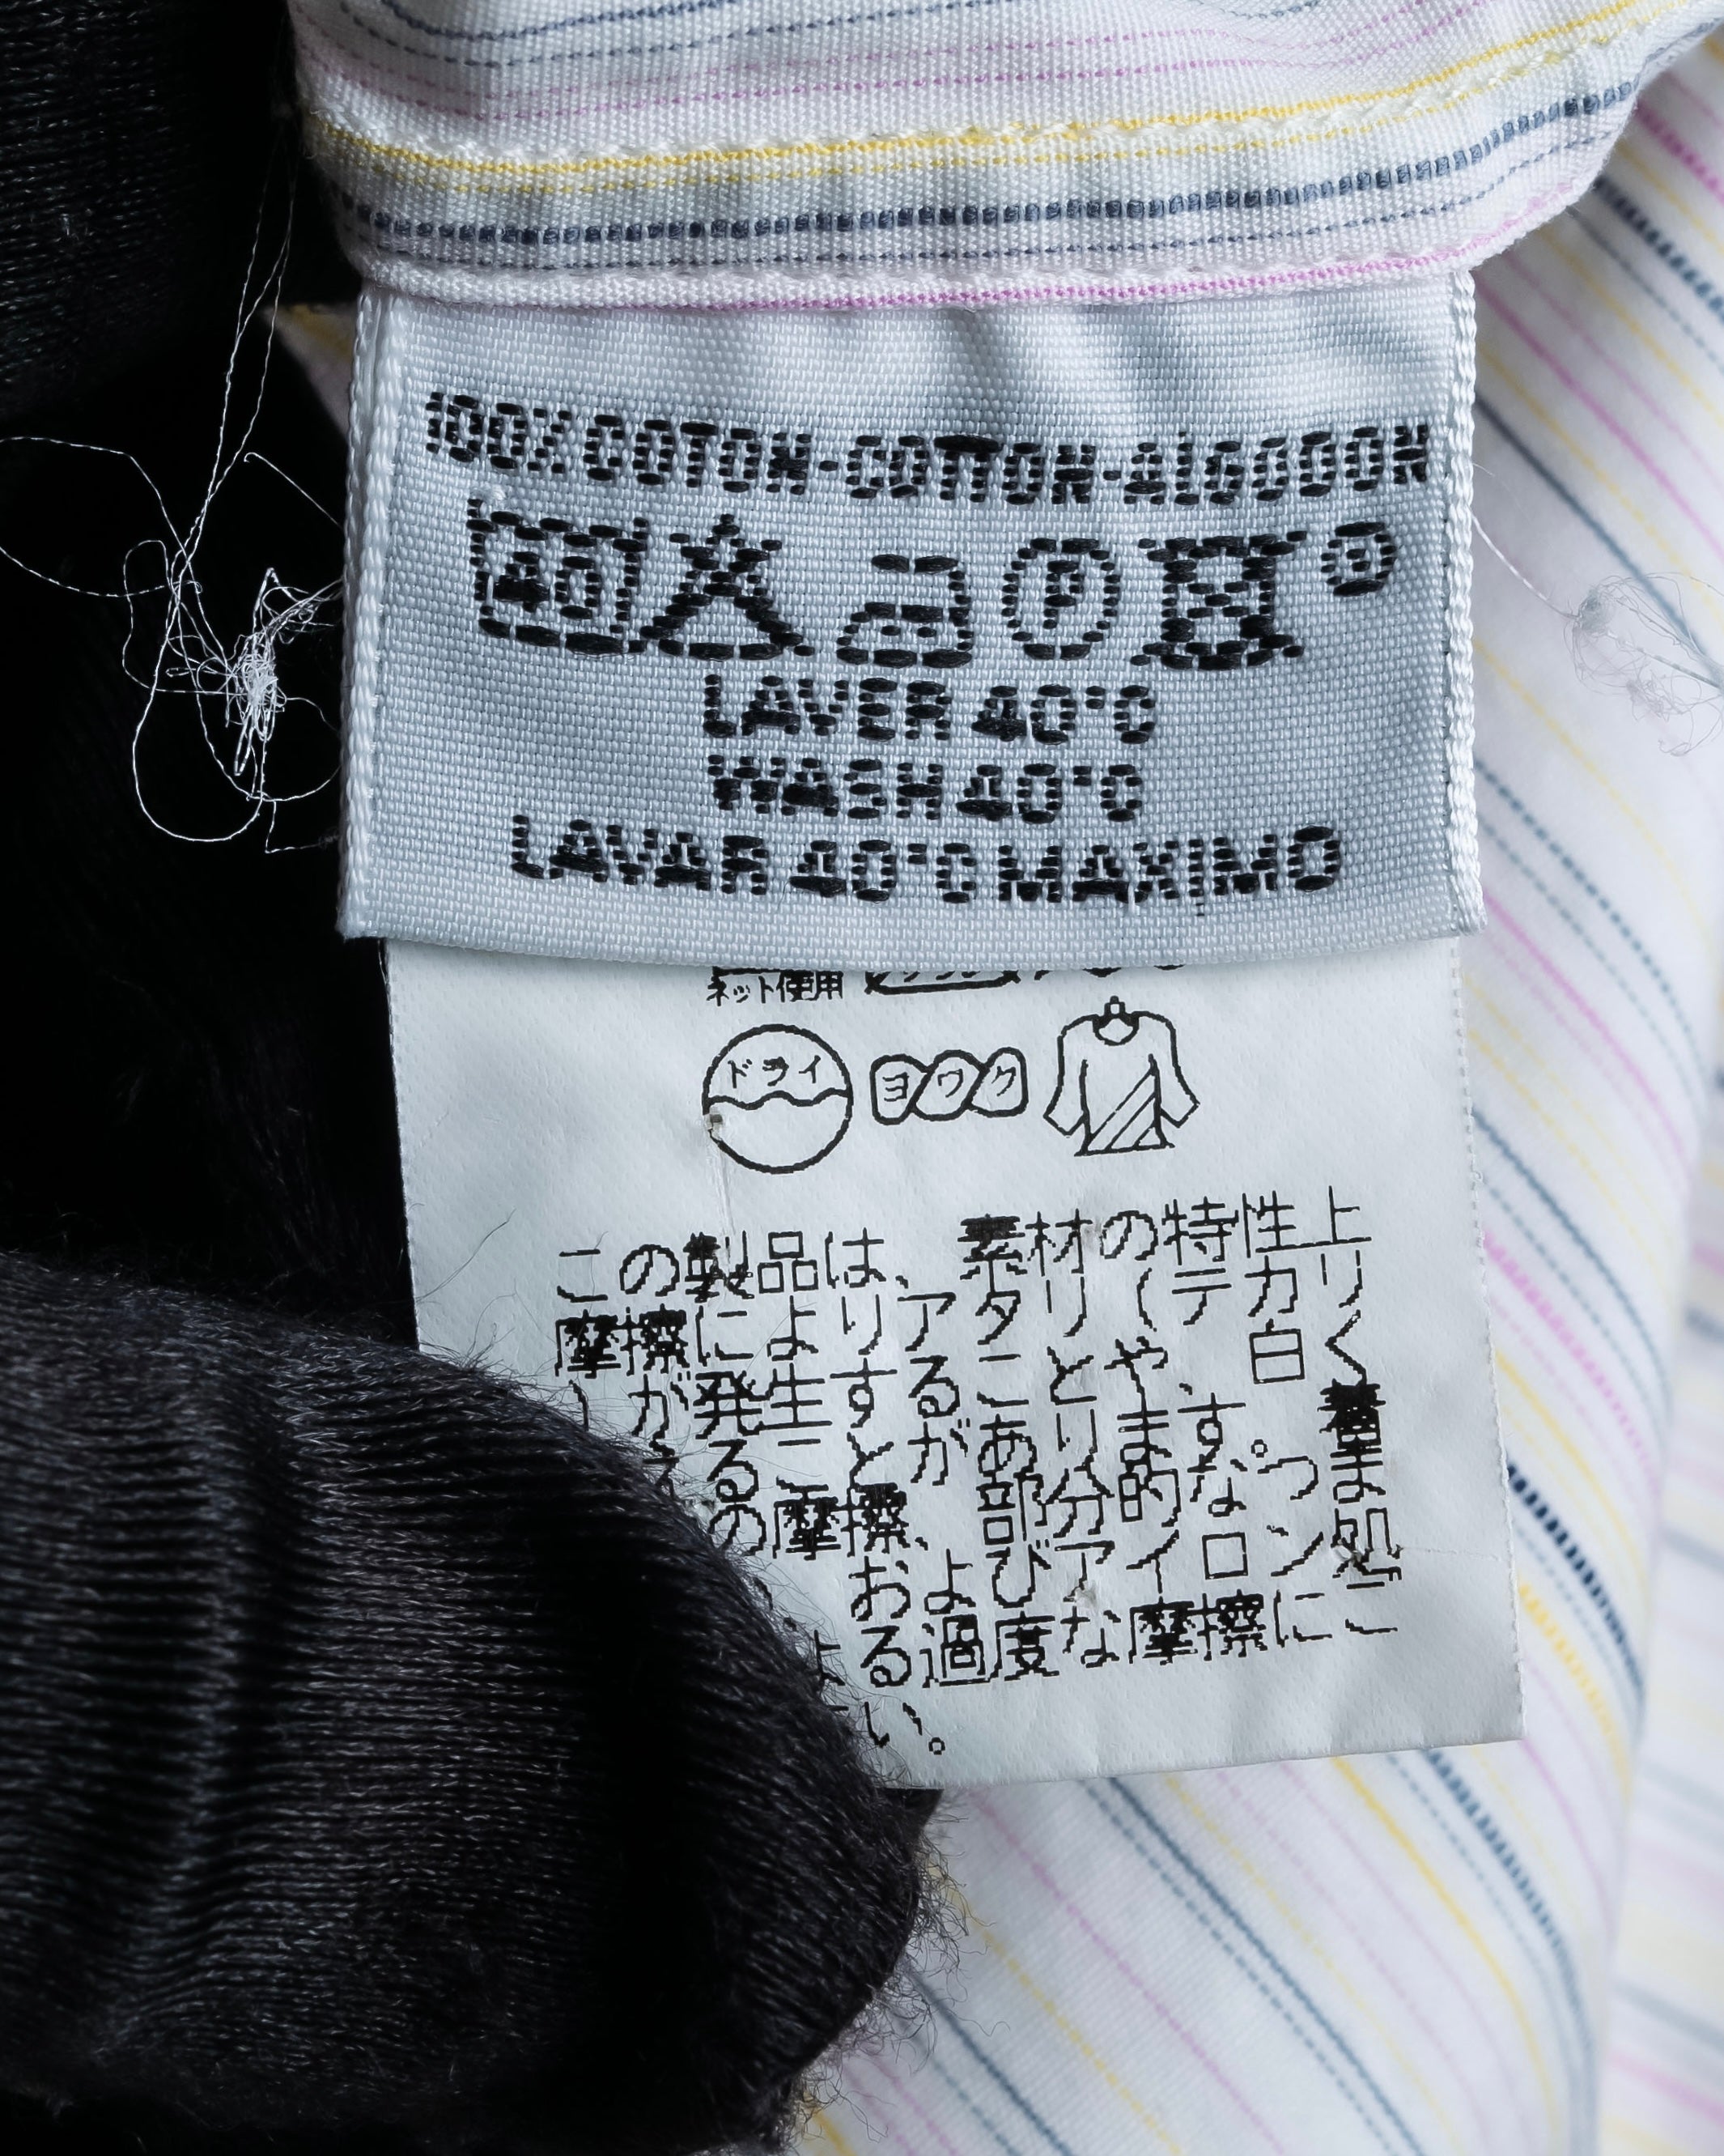 100% COTON-COTTON-ALGODON
40 P D
LAVER 40°C
WASH 40°C
LAVAR 40°C MAXIMO
ネット使用
ドライ ヨワク
この製品は、素材の特性上
摩擦によりアタリ(テカリ
が発生することや、白く
ることがあります。着
の摩擦、部分的なつま
およびアイロン処
よる過度な摩擦にご
い。